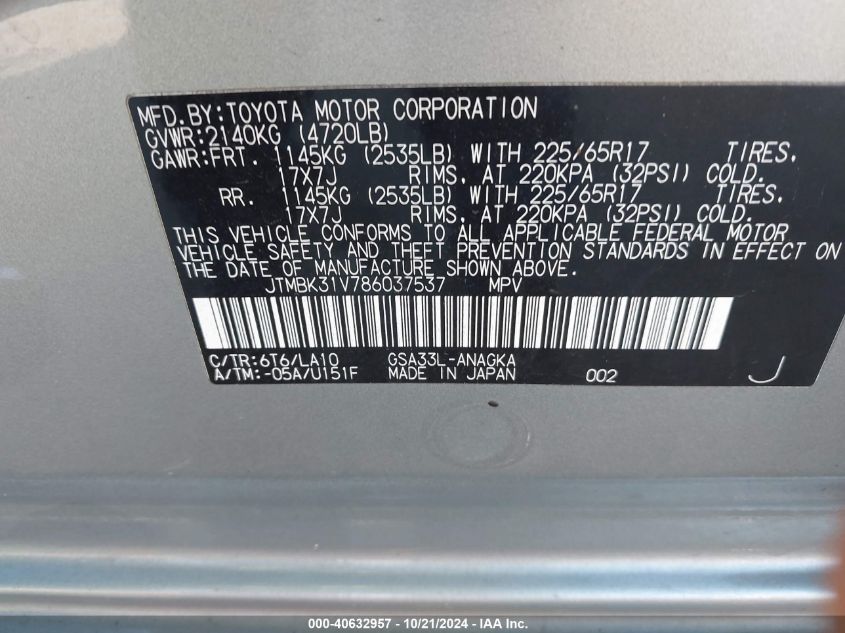 MFD.BY:TOYOTA MOTOR CORPORATION
GVWR:2140KG (4720LB)
GAWR:FRT. 1145KG (2535LB) WITH 225/65R17 TIRES.
17X7J RIMS. AT 220KPA (32PSI) COLD.
RR. 1145KG (2535LB) WITH 225/65R17 TIRES.
17X7J RIMS. AT 220KPA (32PSI) COLD.
THIS VEHICLE CONFORMS TO ALL APPLICABLE FEDERAL MOTOR
VEHICLE SAFETY AND THEFT PREVENTION STANDARDS IN EFFECT ON
THE DATE OF MANUFACTURE SHOWN ABOVE.
JTMBK31V786037537 MPV
C/TR:6T6/LA10 GSA33L-ANAGKA
A/TM:-05A/U151F MADE IN JAPAN 002 J
000-40632957 - 10/21/2024 - IAA Inc.